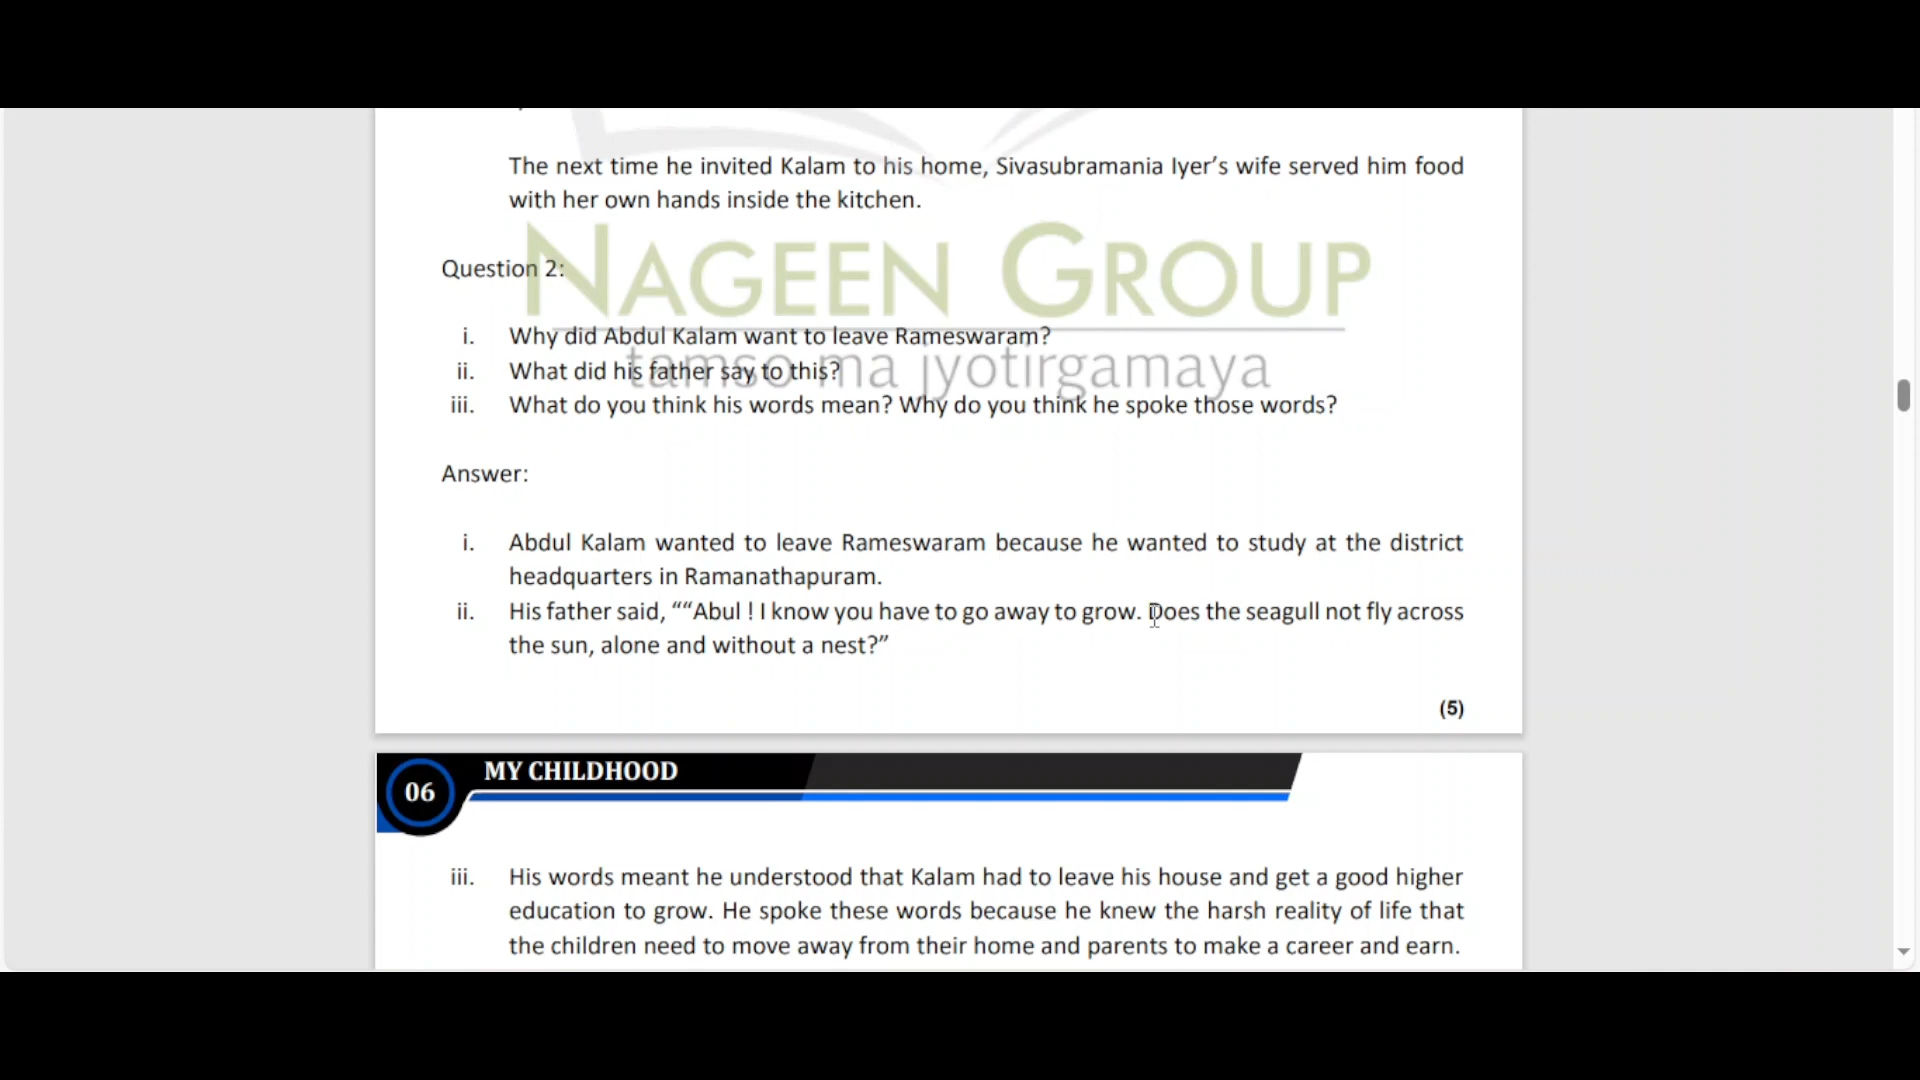 The next time he invited Kalam to his home, Sivasubramania Iyer’s wife served him food
with her own hands inside the kitchen.
NAGEEN GROUP
Question 2:
i. Why did Abdul Kalam want to leave Rameswaram?
tamso ma jyotirgamaya
ii. What did his father say to this?
iii. What do you think his words mean? Why do you think he spoke those words?
Answer:
i. Abdul Kalam wanted to leave Rameswaram because he wanted to study at the district
headquarters in Ramanathapuram.
ii. His father said, ““Abul ! I know you have to go away to grow. Does the seagull not fly across
the sun, alone and without a nest?”
(5)
06 MY CHILDHOOD
iii. His words meant he understood that Kalam had to leave his house and get a good higher
education to grow. He spoke these words because he knew the harsh reality of life that
the children need to move away from their home and parents to make a career and earn.